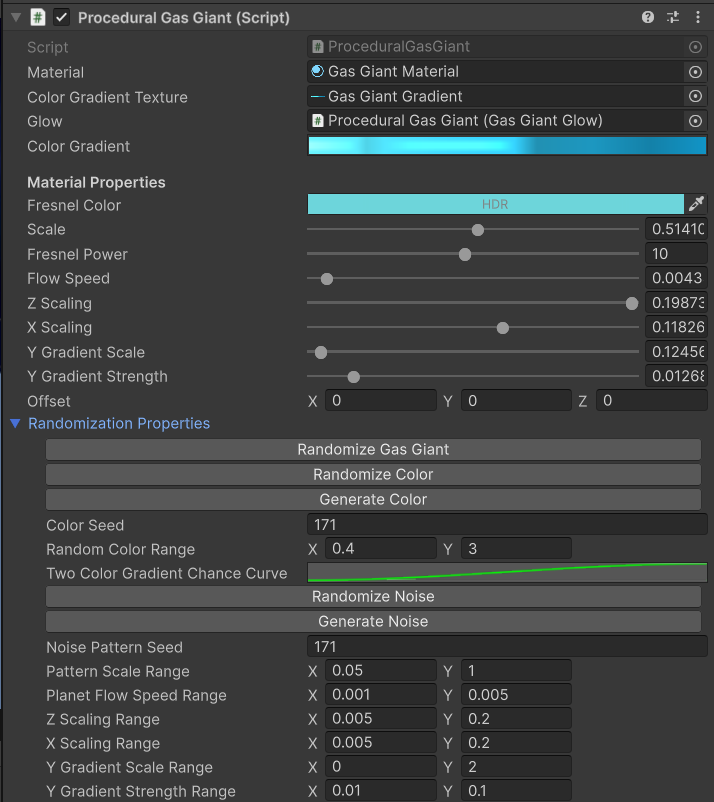 Procedural Gas Giant (Script)
Script ProceduralGasGiant
Material Gas Giant Material
Color Gradient Texture Gas Giant Gradient
Glow Procedural Gas Giant (Gas Giant Glow)
Color Gradient
Material Properties
Fresnel Color HDR
Scale 0.5141
Fresnel Power 10
Flow Speed 0.0043
Z Scaling 0.19873
X Scaling 0.11826
Y Gradient Scale 0.12456
Y Gradient Strength 0.01268
Offset X 0 Y 0 Z 0
Randomization Properties
Randomize Gas Giant
Randomize Color
Generate Color
Color Seed 171
Random Color Range X 0.4 Y 3
Two Color Gradient Chance Curve
Randomize Noise
Generate Noise
Noise Pattern Seed 171
Pattern Scale Range X 0.05 Y 1
Planet Flow Speed Range X 0.001 Y 0.005
Z Scaling Range X 0.005 Y 0.2
X Scaling Range X 0.005 Y 0.2
Y Gradient Scale Range X 0 Y 2
Y Gradient Strength Range X 0.01 Y 0.1